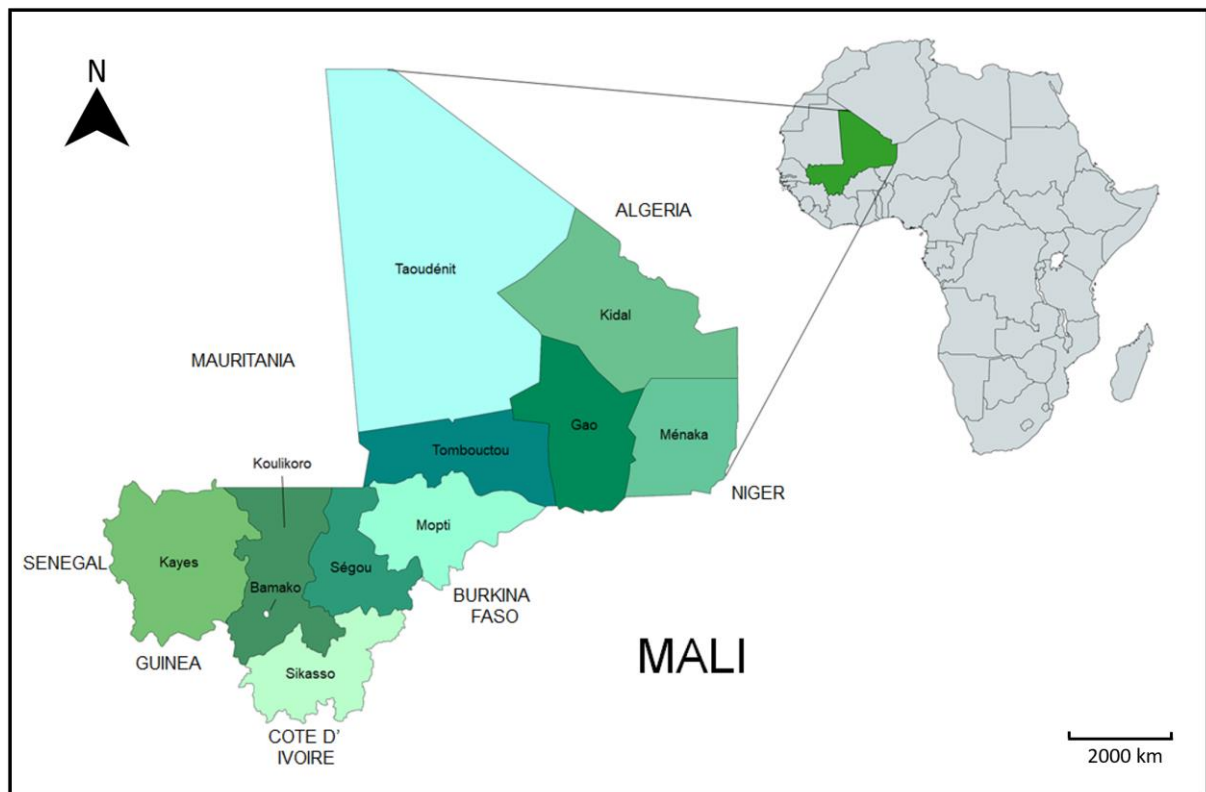 N
ALGERIA
Taoudénit
Kidal
MAURITANIA
Gao
Ménaka
Tombouctou
Koulikoro
NIGER
Mopti
SENEGAL
Kayes
Ségou
Bamako
BURKINA
FASO
GUINEA
MALI
Sikasso
COTE D’
IVOIRE
2000 km